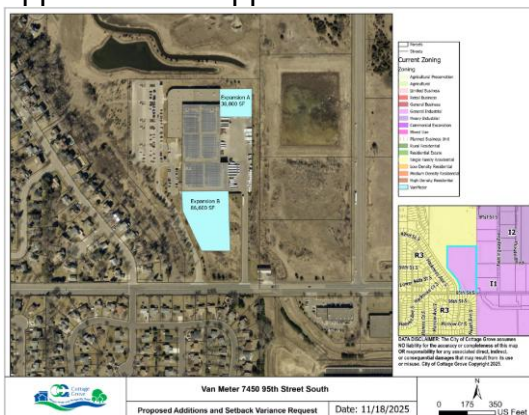 Expansion A
30,800 SF
Expansion B
80,600 SF
Parcels
Streets
Current Zoning
Zoning
Agricultural Preservation
Agriculture
Limited Business
Retail Business
General Business
General Industrial
Heavy Industrial
Commercial Excavation
Mixed Use
Planned Business Unit
Rural Residential
Residential Estate
Single Family Residential
Low Density Residential
Medium Density Residential
High Density Residential
VanMeter
R3
I2
I1
R3
95th St S
DATA DISCLAIMER: The City of Cottage Grove assumes
NO liability for the accuracy or completeness of this map
OR responsibility for any associated direct, indirect,
or consequential damages that may result from its use
or misuse. City of Cottage Grove Copyright 2025.
Cottage
Grove
Van Meter 7450 95th Street South
Proposed Additions and Setback Variance Request
Date: 11/18/2025
N
0 175 350
US Feet